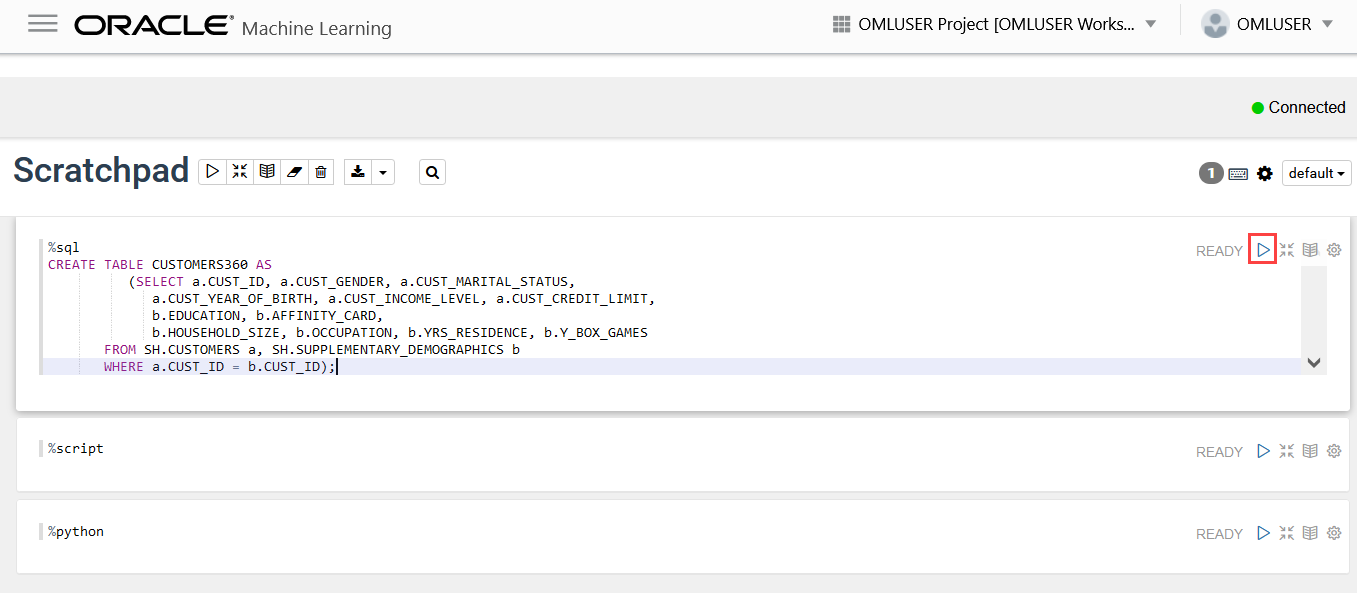 ORACLE® Machine Learning
OMLUSER Project [OMLUSER Works...
OMLUSER
Connected
Scratchpad
1
default
%sql
READY
CREATE TABLE CUSTOMERS360 AS
(SELECT a.CUST_ID, a.CUST_GENDER, a.CUST_MARITAL_STATUS,
a.CUST_YEAR_OF_BIRTH, a.CUST_INCOME_LEVEL, a.CUST_CREDIT_LIMIT,
b.EDUCATION, b.AFFINITY_CARD,
b.HOUSEHOLD_SIZE, b.OCCUPATION, b.YRS_RESIDENCE, b.Y_BOX_GAMES
FROM SH.CUSTOMERS a, SH.SUPPLEMENTARY_DEMOGRAPHICS b
WHERE a.CUST_ID = b.CUST_ID);
%script
READY
%python
READY